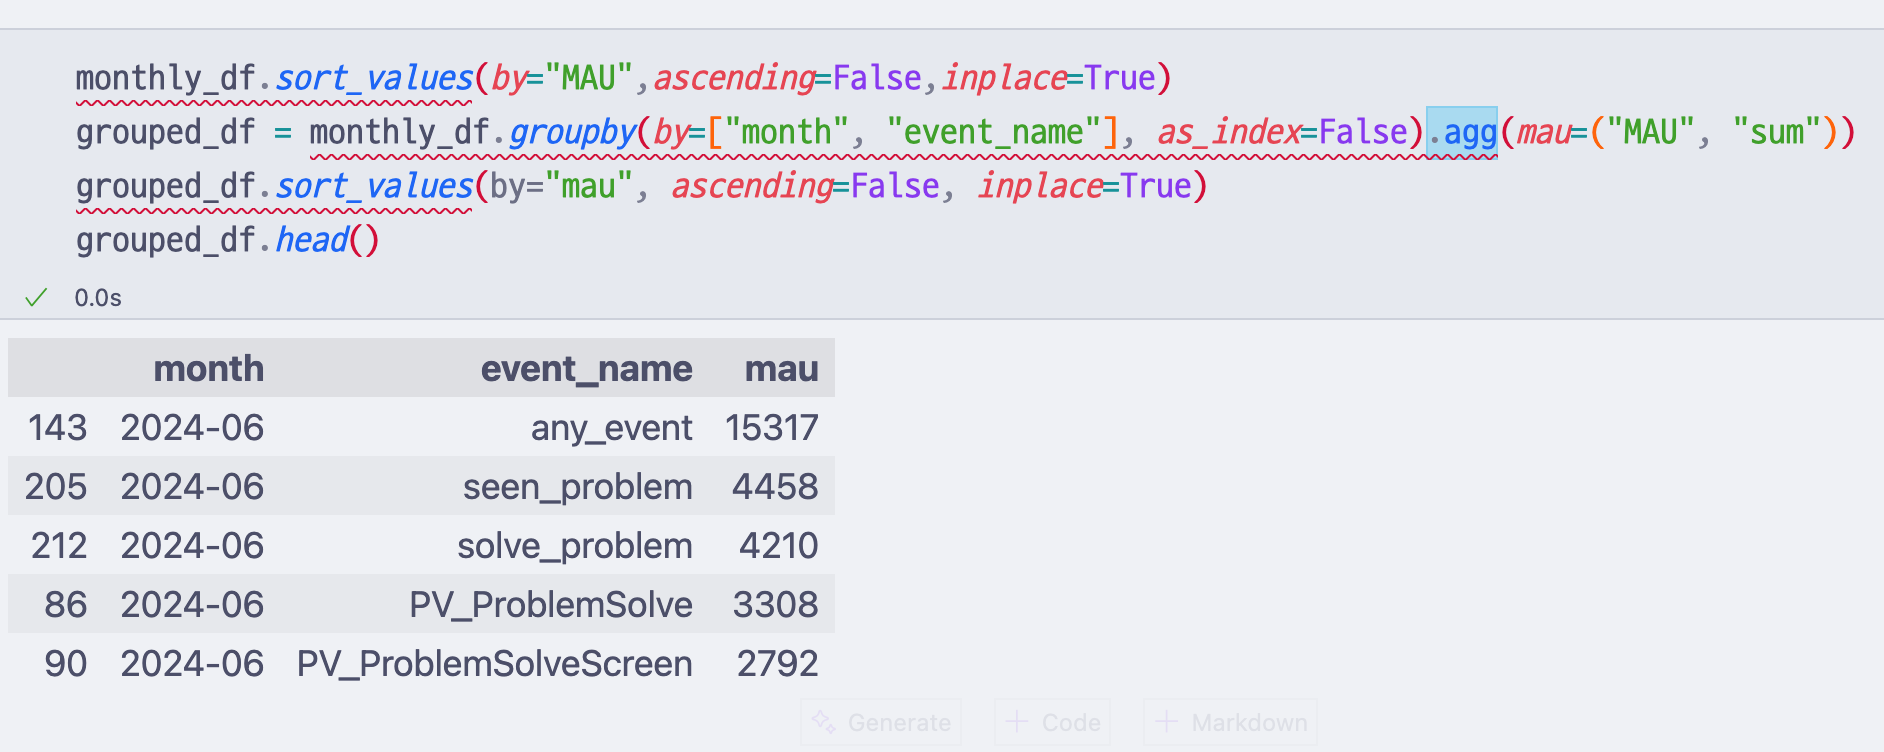 monthly_df.sort_values(by="MAU",ascending=False,inplace=True)
grouped_df = monthly_df.groupby(by=["month", "event_name"], as_index=False).agg(mau=("MAU", "sum"))
grouped_df.sort_values(by="mau", ascending=False, inplace=True)
grouped_df.head()
0.0s
month event_name mau
143 2024-06 any_event 15317
205 2024-06 seen_problem 4458
212 2024-06 solve_problem 4210
86 2024-06 PV_ProblemSolve 3308
90 2024-06 PV_ProblemSolveScreen 2792
Generate + Code + Markdown